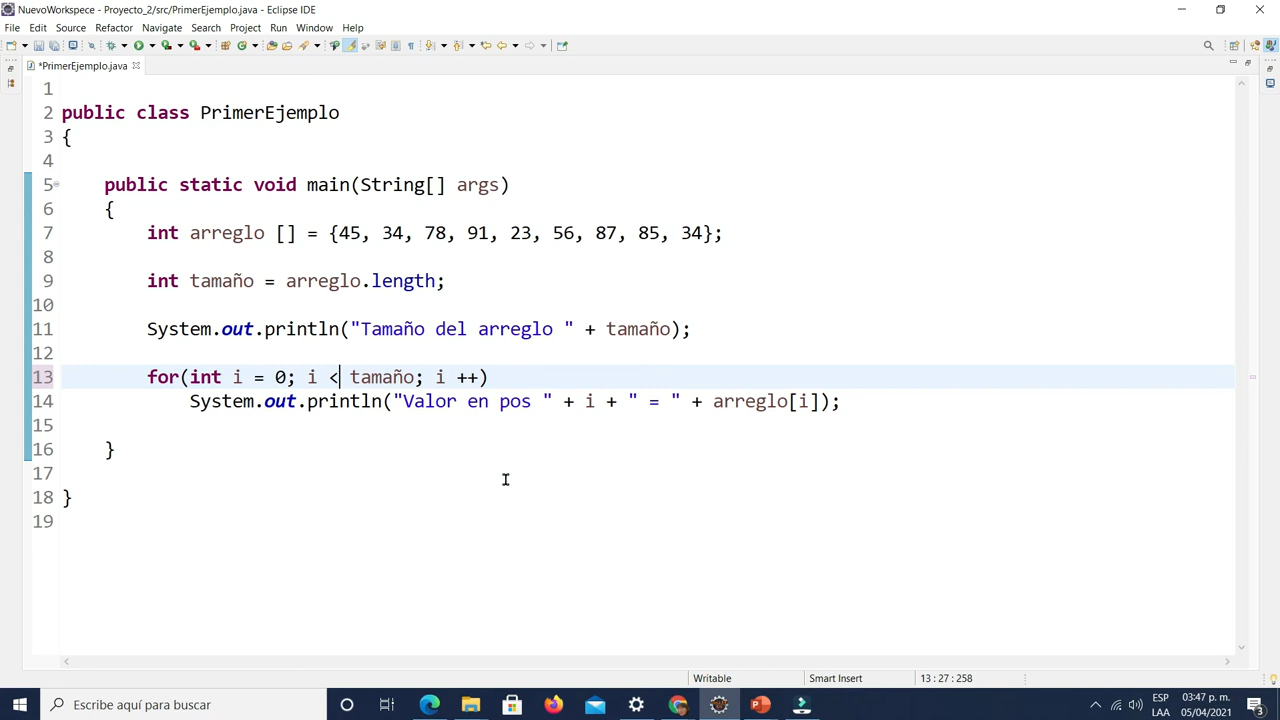 NuevoWorkspece - Proyecto_2/src/PrimerEjemplo.java - Eclipse IDE
File Edit Source Refactor Navigate Search Project Run Window Help
*PrimerEjemplo.java
1
2 public class PrimerEjemplo
3 {
4
5 public static void main(String[] args)
6 {
7 int arreglo [] = {45, 34, 78, 91, 23, 56, 87, 85, 34};
8
9 int tamaño = arreglo.length;
10
11 System.out.println("Tamaño del arreglo " + tamaño);
12
13 for(int i = 0; i < tamaño; i ++)
14 System.out.println("Valor en pos " + i + " = " + arreglo[i]);
15
16 }
17
18 }
19
Writable Smart Insert 13 : 27 : 258
Escribe aquí para buscar
ESP 03:47 p. m.
LAA 05/04/2021
3